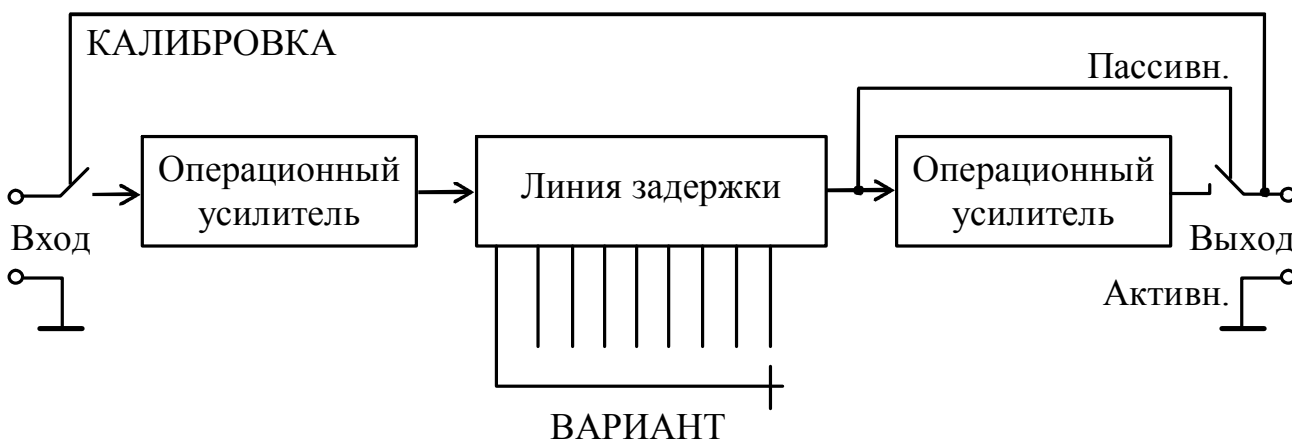 КАЛИБРОВКА
Пассивн.
Операционный
усилитель
Линия задержки
Операционный
усилитель
Вход
Выход
Активн.
ВАРИАНТ